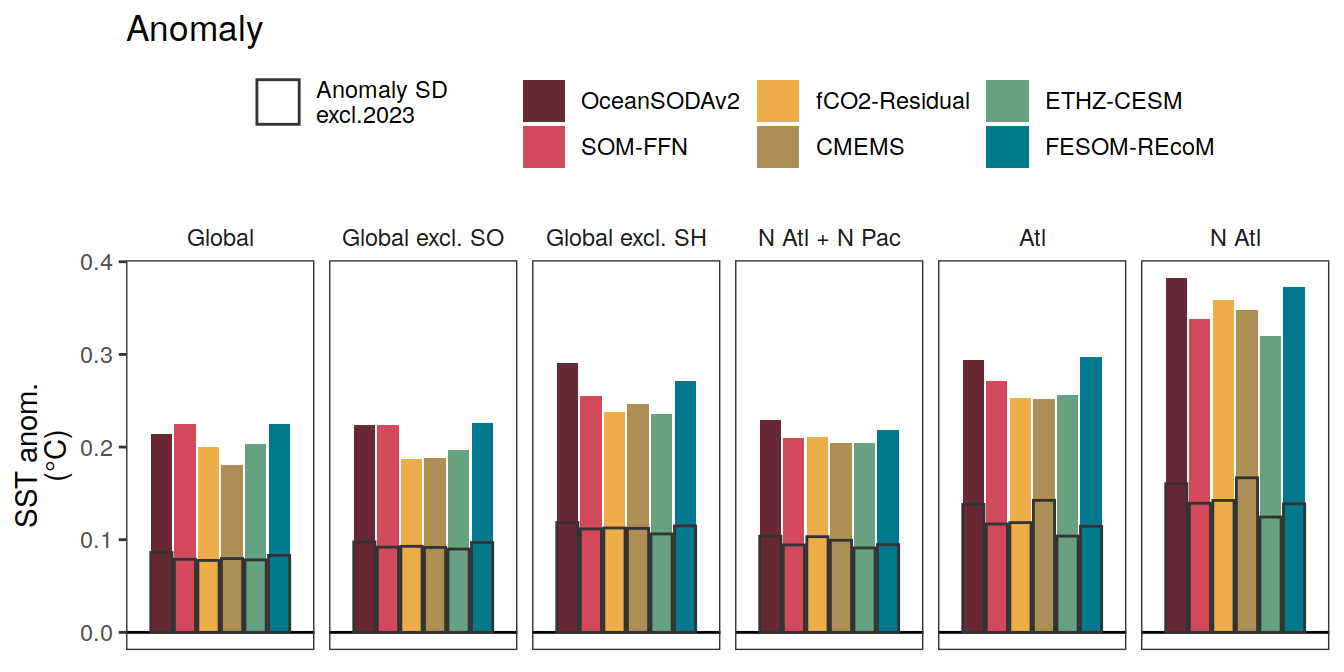 Anomaly
Anomaly SD
excl.2023
OceanSODAv2
fCO2-Residual
ETHZ-CESM
SOM-FFN
CMEMS
FESOM-REcoM
Global
Global excl. SO
Global excl. SH
N Atl + N Pac
Atl
N Atl
SST anom.
(°C)
0.4
0.3
0.2
0.1
0.0